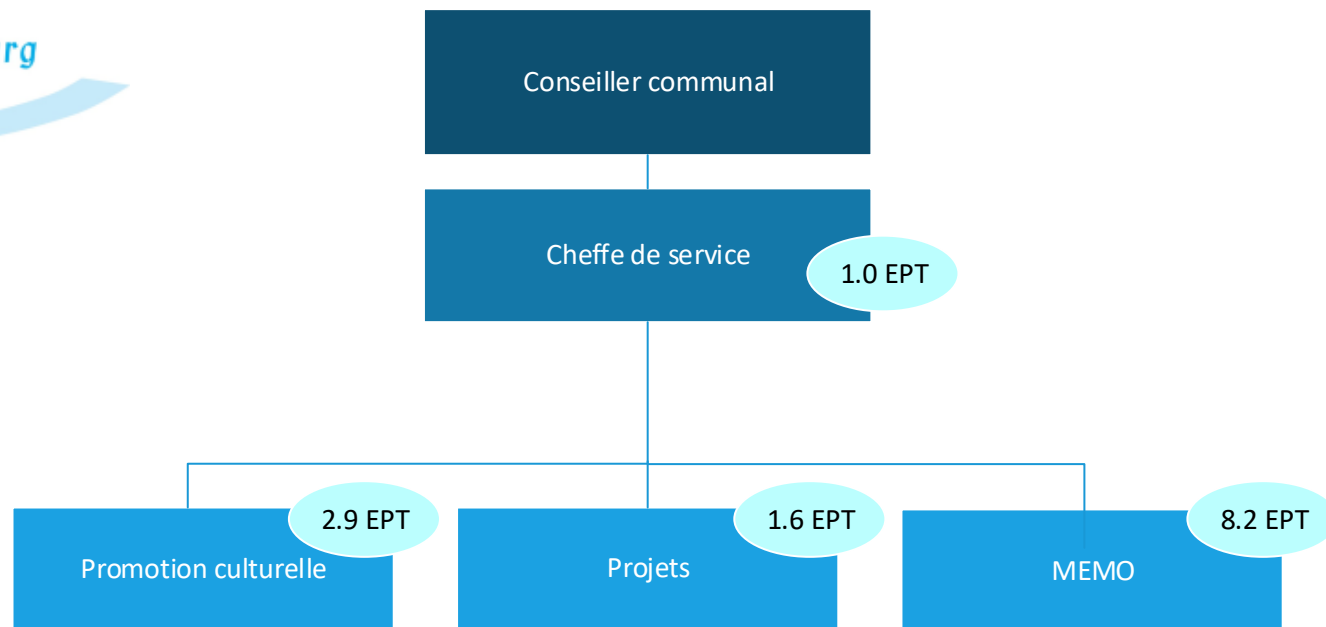 rg
Conseiller communal
Cheffe de service
1.0 EPT
2.9 EPT
1.6 EPT
8.2 EPT
Promotion culturelle
Projets
MEMO